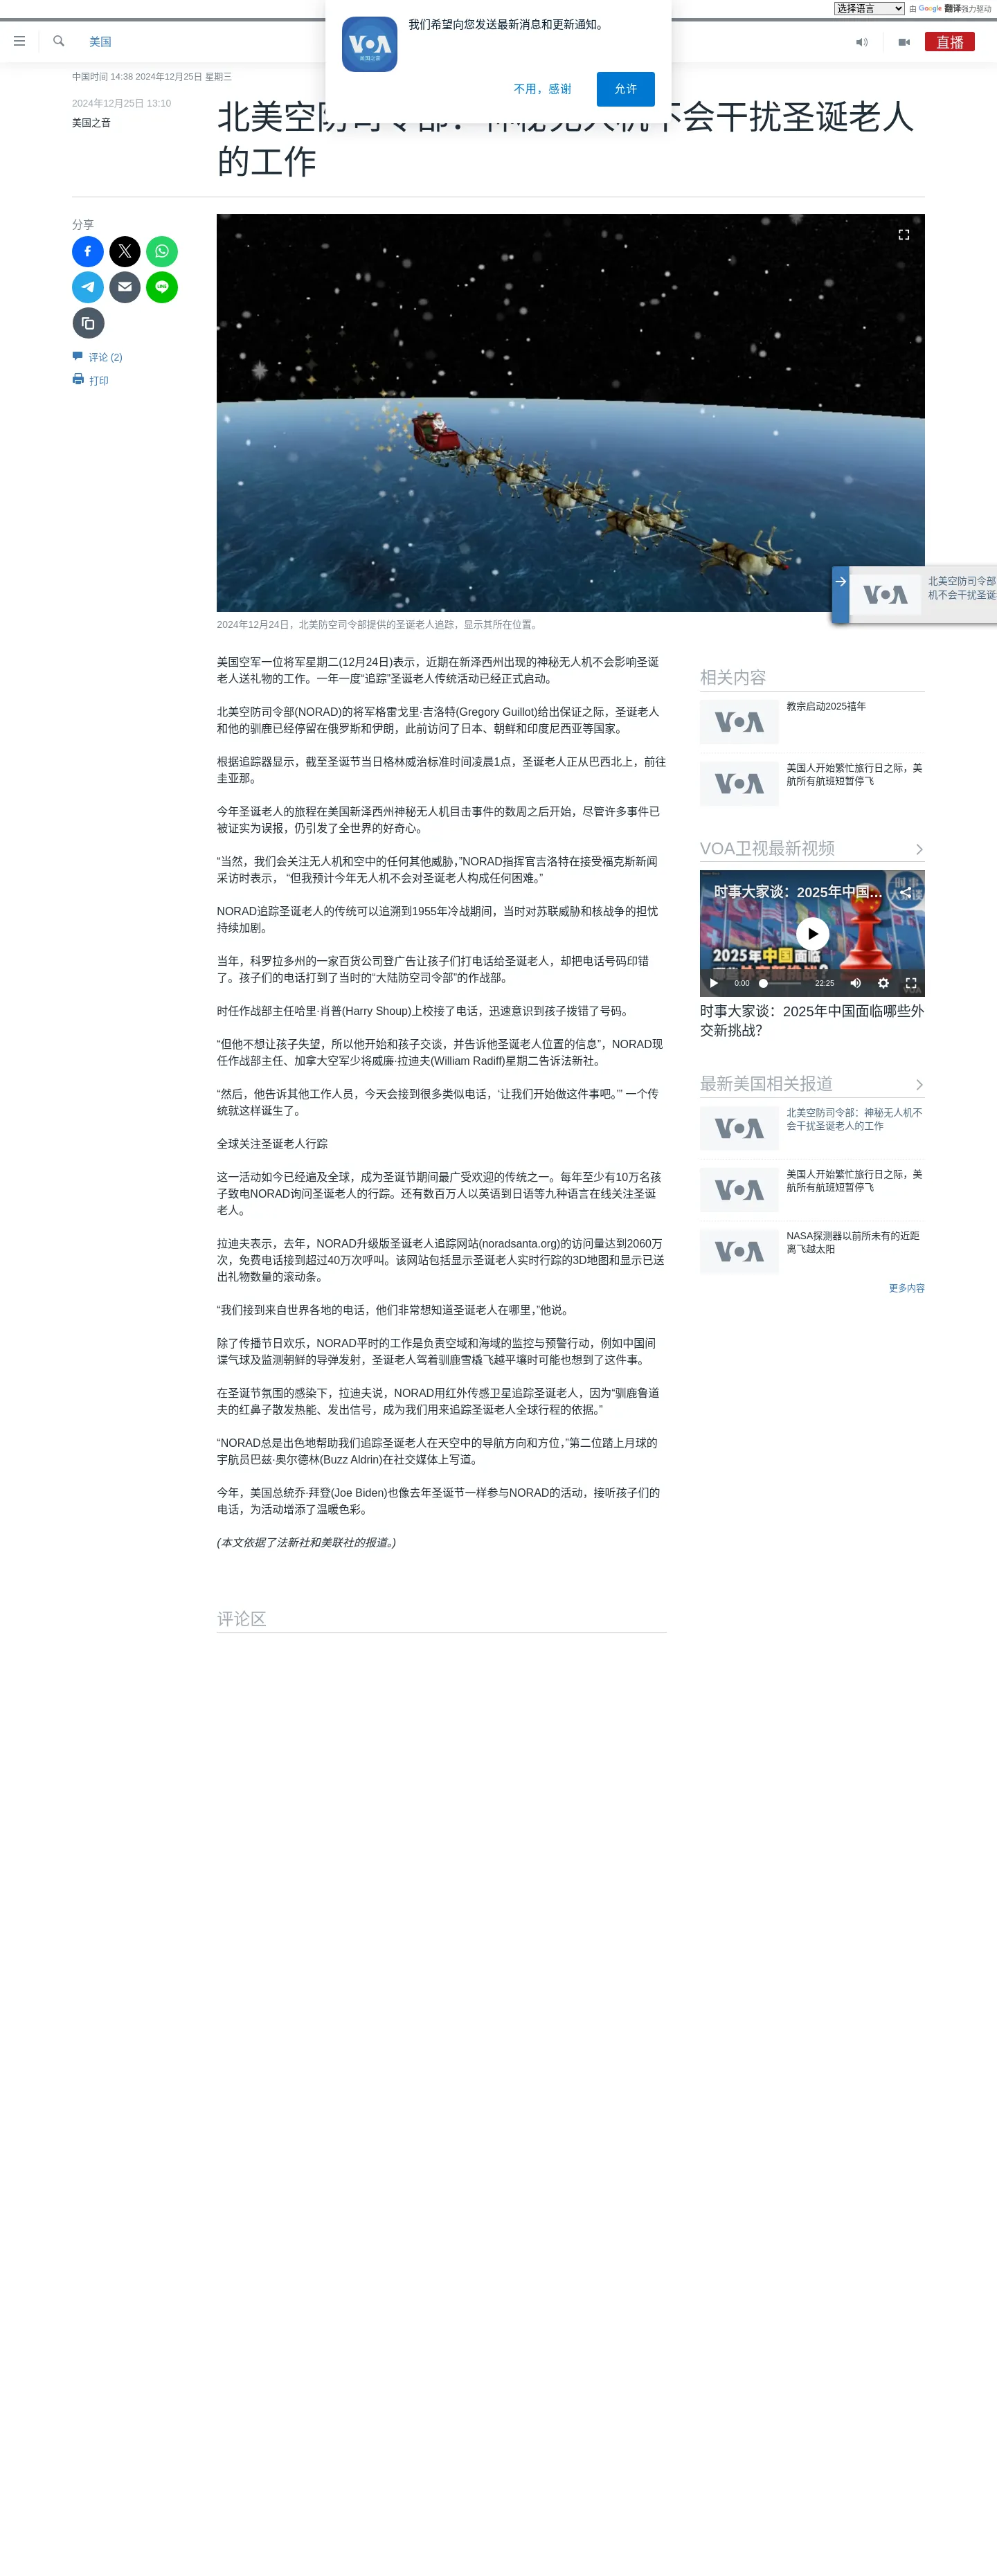 选择语言
由 Google 翻译强力驱动
我们希望向您发送最新消息和更新通知。
VOA
美国之音
不用，感谢
允许
美国
直播
中国时间 14:38 2024年12月25日 星期三
2024年12月25日 13:10
美国之音
北美空防司令部：神秘无人机不会干扰圣诞老人
的工作
分享
评论 (2)
打印
2024年12月24日，北美防空司令部提供的圣诞老人追踪，显示其所在位置。
VOA
北美空防司令部
机不会干扰圣诞
美国空军一位将军星期二(12月24日)表示，近期在新泽西州出现的神秘无人机不会影响圣诞
老人送礼物的工作。一年一度“追踪”圣诞老人传统活动已经正式启动。
北美空防司令部(NORAD)的将军格雷戈里·吉洛特(Gregory Guillot)给出保证之际，圣诞老人
和他的驯鹿已经停留在俄罗斯和伊朗，此前访问了日本、朝鲜和印度尼西亚等国家。
根据追踪器显示，截至圣诞节当日格林威治标准时间凌晨1点，圣诞老人正从巴西北上，前往
圭亚那。
今年圣诞老人的旅程在美国新泽西州神秘无人机目击事件的数周之后开始，尽管许多事件已
被证实为误报，仍引发了全世界的好奇心。
“当然，我们会关注无人机和空中的任何其他威胁，”NORAD指挥官吉洛特在接受福克斯新闻
采访时表示， “但我预计今年无人机不会对圣诞老人构成任何困难。”
NORAD追踪圣诞老人的传统可以追溯到1955年冷战期间，当时对苏联威胁和核战争的担忧
持续加剧。
当年，科罗拉多州的一家百货公司登广告让孩子们打电话给圣诞老人，却把电话号码印错
了。孩子们的电话打到了当时的“大陆防空司令部”的作战部。
时任作战部主任哈里·肖普(Harry Shoup)上校接了电话，迅速意识到孩子拨错了号码。
“但他不想让孩子失望，所以他开始和孩子交谈，并告诉他圣诞老人位置的信息”，NORAD现
任作战部主任、加拿大空军少将威廉·拉迪夫(William Radiff)星期二告诉法新社。
“然后，他告诉其他工作人员，今天会接到很多类似电话，‘让我们开始做这件事吧。’” 一个传
统就这样诞生了。
全球关注圣诞老人行踪
这一活动如今已经遍及全球，成为圣诞节期间最广受欢迎的传统之一。每年至少有10万名孩
子致电NORAD询问圣诞老人的行踪。还有数百万人以英语到日语等九种语言在线关注圣诞
老人。
拉迪夫表示，去年，NORAD升级版圣诞老人追踪网站(noradsanta.org)的访问量达到2060万
次，免费电话接到超过40万次呼叫。该网站包括显示圣诞老人实时行踪的3D地图和显示已送
出礼物数量的滚动条。
“我们接到来自世界各地的电话，他们非常想知道圣诞老人在哪里，”他说。
除了传播节日欢乐，NORAD平时的工作是负责空域和海域的监控与预警行动，例如中国间
谍气球及监测朝鲜的导弹发射，圣诞老人驾着驯鹿雪橇飞越平壤时可能也想到了这件事。
在圣诞节氛围的感染下，拉迪夫说，NORAD用红外传感卫星追踪圣诞老人，因为“驯鹿鲁道
夫的红鼻子散发热能、发出信号，成为我们用来追踪圣诞老人全球行程的依据。”
“NORAD总是出色地帮助我们追踪圣诞老人在天空中的导航方向和方位，”第二位踏上月球的
宇航员巴兹·奥尔德林(Buzz Aldrin)在社交媒体上写道。
今年，美国总统乔·拜登(Joe Biden)也像去年圣诞节一样参与NORAD的活动，接听孩子们的
电话，为活动增添了温暖色彩。
(本文依据了法新社和美联社的报道。)
评论区
相关内容
VOA
教宗启动2025禧年
VOA
美国人开始繁忙旅行日之际，美
航所有航班短暂停飞
VOA卫视最新视频
时事大家谈：2025年中国...
2025年中国面临
0:00
22:25
时事大家谈：2025年中国面临哪些外
交新挑战？
最新美国相关报道
VOA
北美空防司令部：神秘无人机不
会干扰圣诞老人的工作
VOA
美国人开始繁忙旅行日之际，美
航所有航班短暂停飞
VOA
NASA探测器以前所未有的近距
离飞越太阳
更多内容